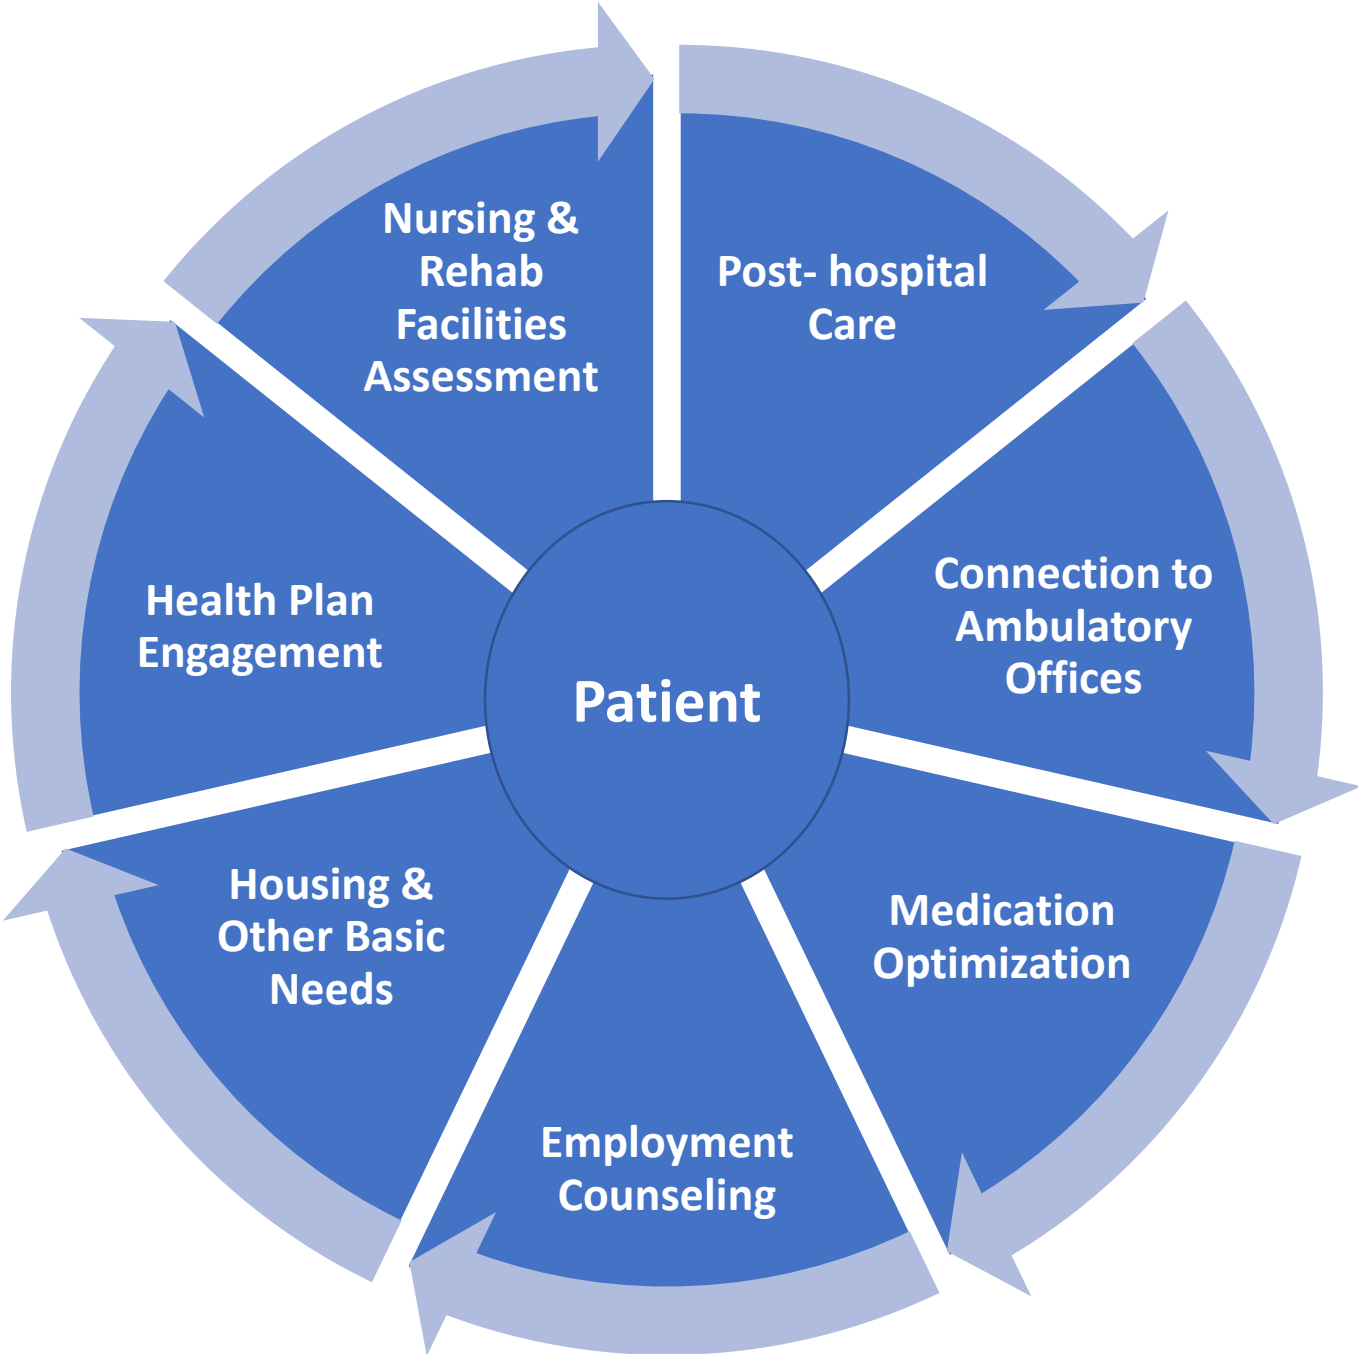 Nursing &
Rehab
Facilities
Assessment
Post- hospital
Care
Connection to
Ambulatory
Offices
Medication
Optimization
Employment
Counseling
Housing &
Other Basic
Needs
Health Plan
Engagement
Patient